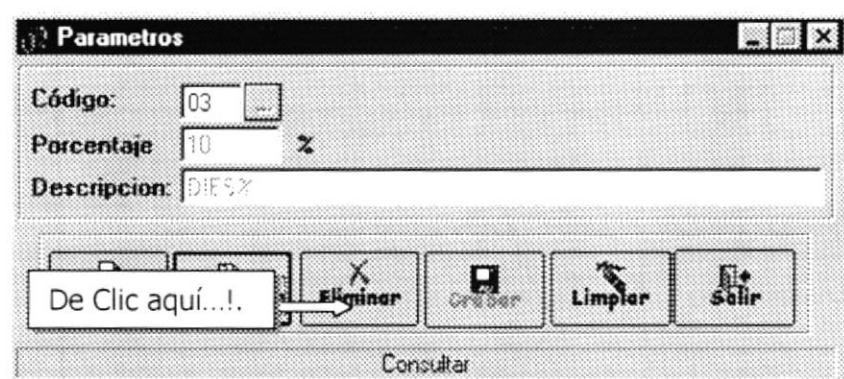 Parametros
Código: 03 ...
Porcentaje 10 %
Descripcion: DIES%
De Clic aquí...!.
Eliminar Grabar Limpiar Salir
Consultar